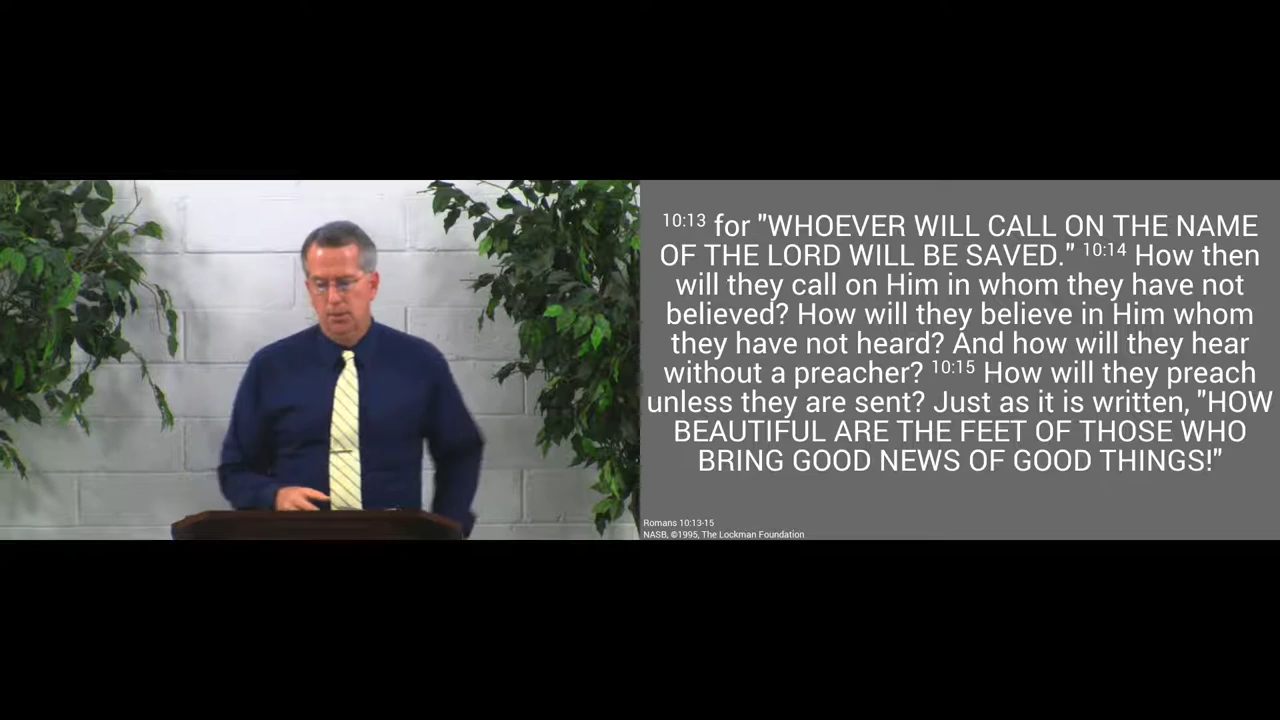 10:13 for "WHOEVER WILL CALL ON THE NAME
OF THE LORD WILL BE SAVED." 10:14 How then
will they call on Him in whom they have not
believed? How will they believe in Him whom
they have not heard? And how will they hear
without a preacher? 10:15 How will they preach
unless they are sent? Just as it is written, "HOW
BEAUTIFUL ARE THE FEET OF THOSE WHO
BRING GOOD NEWS OF GOOD THINGS!"
Romans 10:13-15
NASB, ©1995, The Lockman Foundation